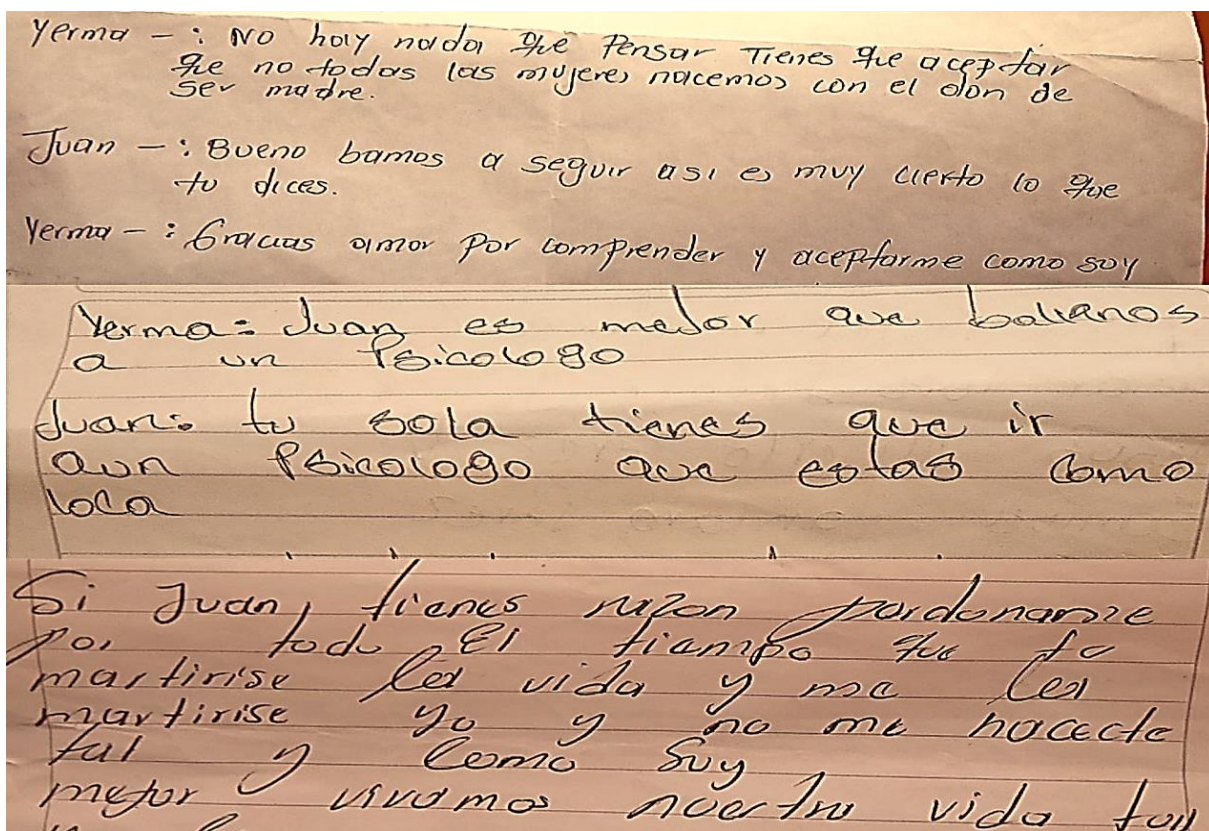 Yerma - : No hay nada que Pensar Tienes que aceptar
que no todas las mujeres nacemos con el don de
ser madre.
Juan - : Bueno bamos a seguir asi es muy cierto lo que
tu dices.
Yerma - : Gracias amor por comprender y aceptarme como soy
Yerma: Juan es mejor que
a un Psicologo
Juan: tu sola tienes que ir
aun Psicologo que estas como
loca
Si Juan, tienes razon pardonarme
por todo El tiempo que te
martirise la vida y me la
martirise yo y no me
tal y como Soy
mejor vivamos nuestra vida tal